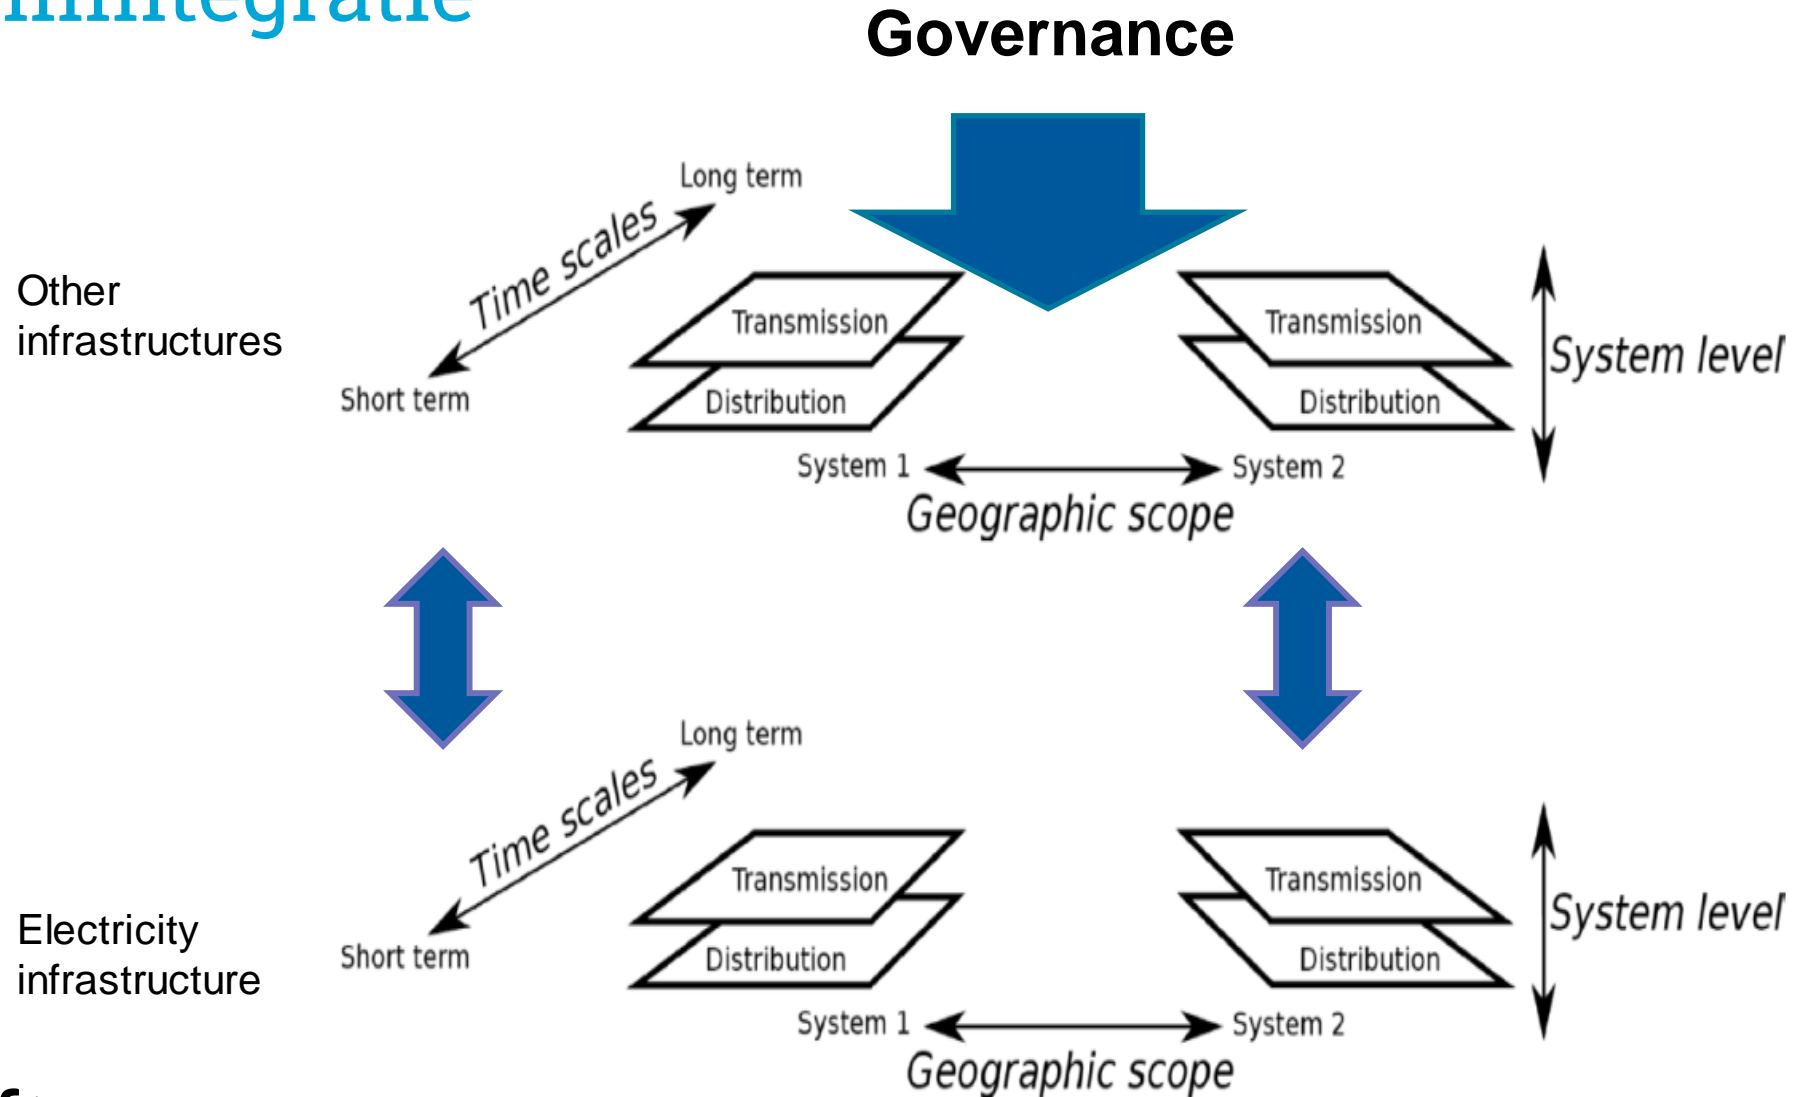 Governance
Long term
Time scales
Short term
Other
infrastructures
Transmission
Distribution
Transmission
Distribution
System level
System 1
System 2
Geographic scope
Long term
Time scales
Short term
Electricity
infrastructure
Transmission
Distribution
Transmission
Distribution
System level
System 1
System 2
Geographic scope